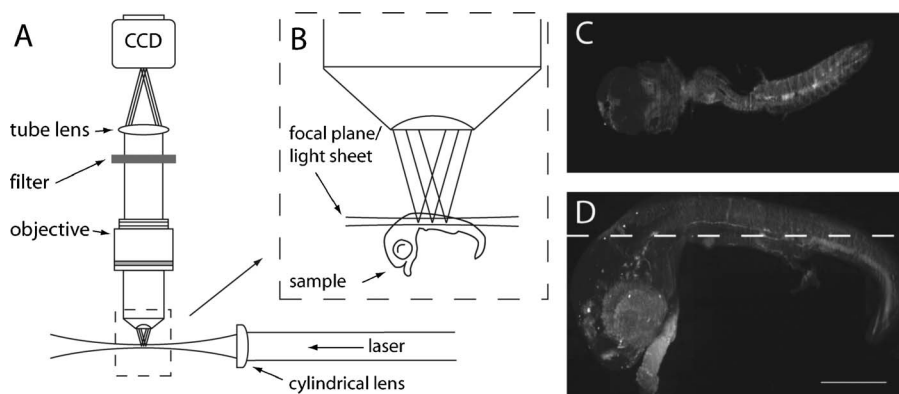 A
CCD
tube lens
filter
objective
laser
cylindrical lens
B
focal plane/
light sheet
sample
C
D